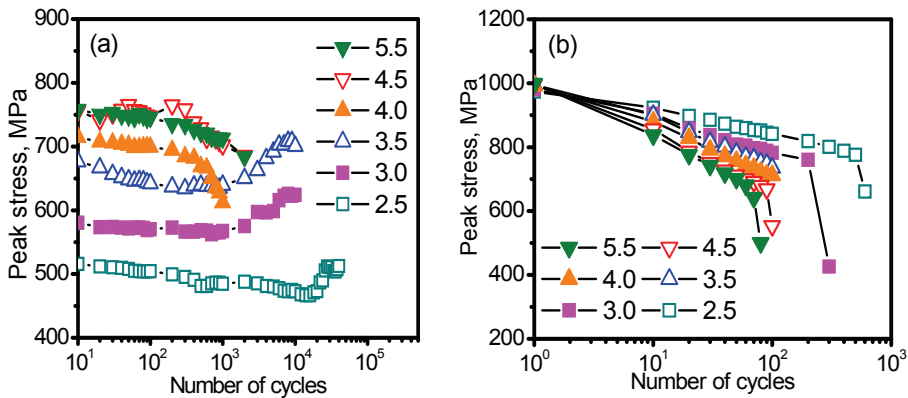 (a)
Peak stress, MPa
900
800
700
600
500
400
5.5
4.5
4.0
3.5
3.0
2.5
10^1 10^2 10^3 10^4 10^5
Number of cycles
(b)
Peak stress, MPa
1200
1000
800
600
400
200
5.5 4.5
4.0 3.5
3.0 2.5
10^0 10^1 10^2 10^3
Number of cycles